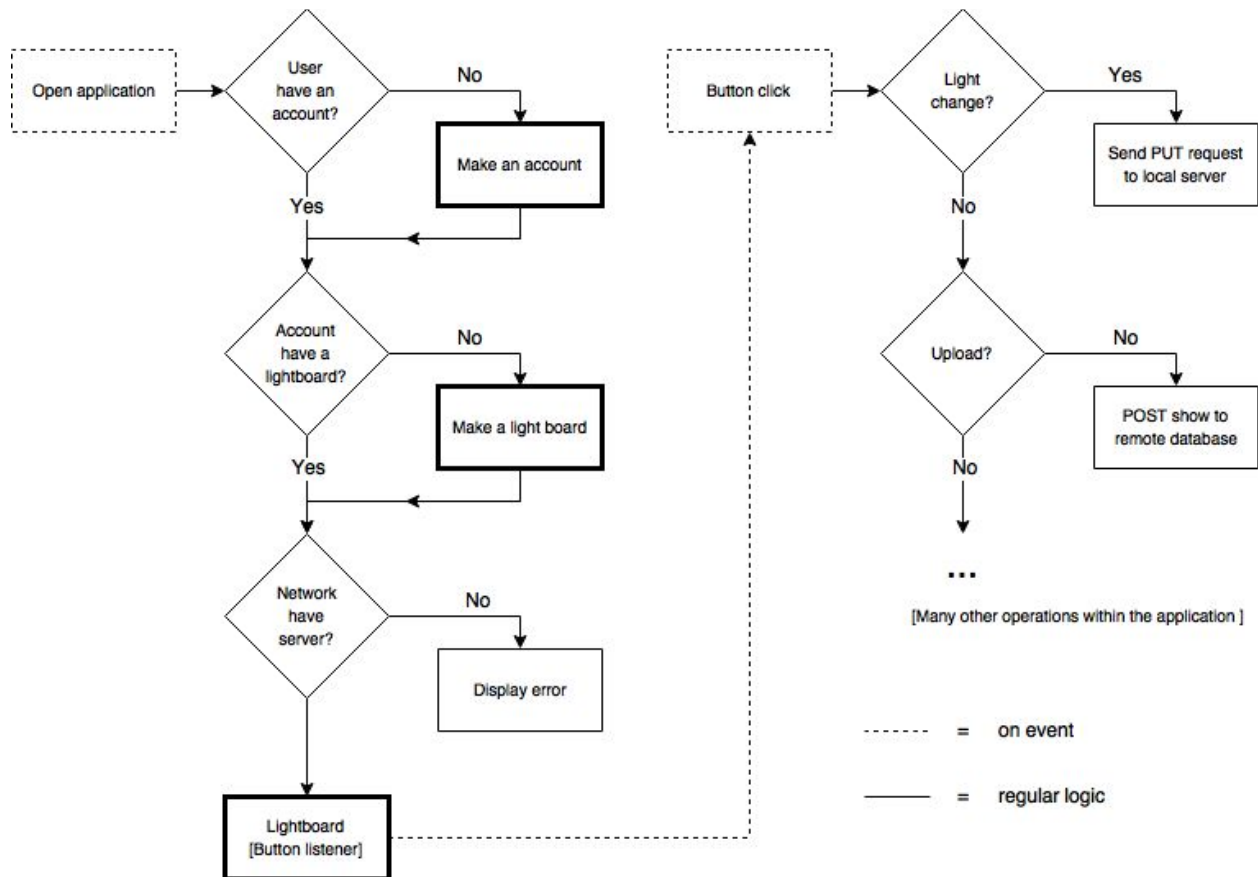 Open application
User
have an
account?
No
Make an account
Yes
Account
have a
lightboard?
No
Make a light board
Yes
Network
have
server?
No
Display error
Lightboard
[Button listener]
Button click
Light
change?
Yes
Send PUT request
to local server
No
Upload?
No
POST show to
remote database
No
...
[Many other operations within the application ]
= on event
= regular logic